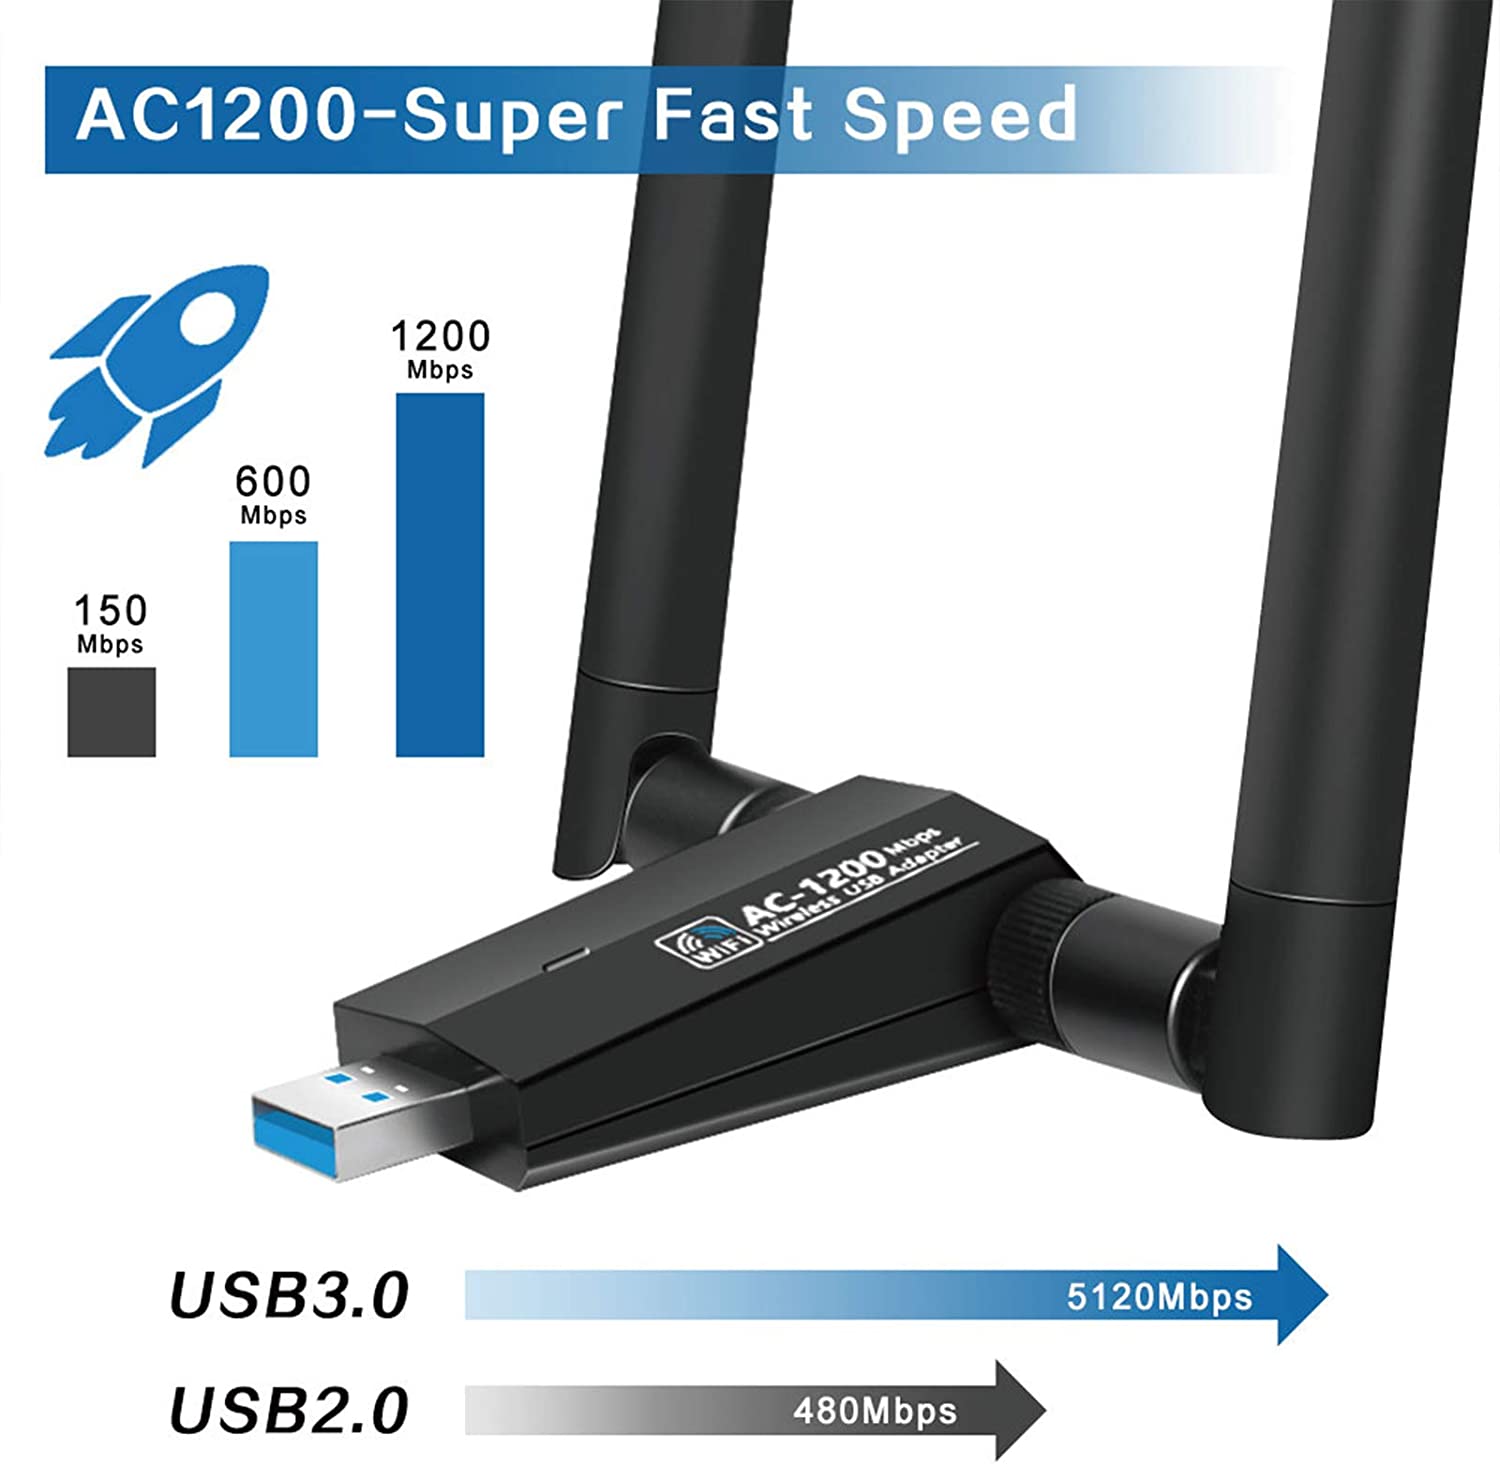 AC1200-Super Fast Speed
1200
Mbps
600
Mbps
150
Mbps
AC-1200 Mbps
Wireless USB Adapter
WiFi
USB3.0
5120Mbps
USB2.0
480Mbps